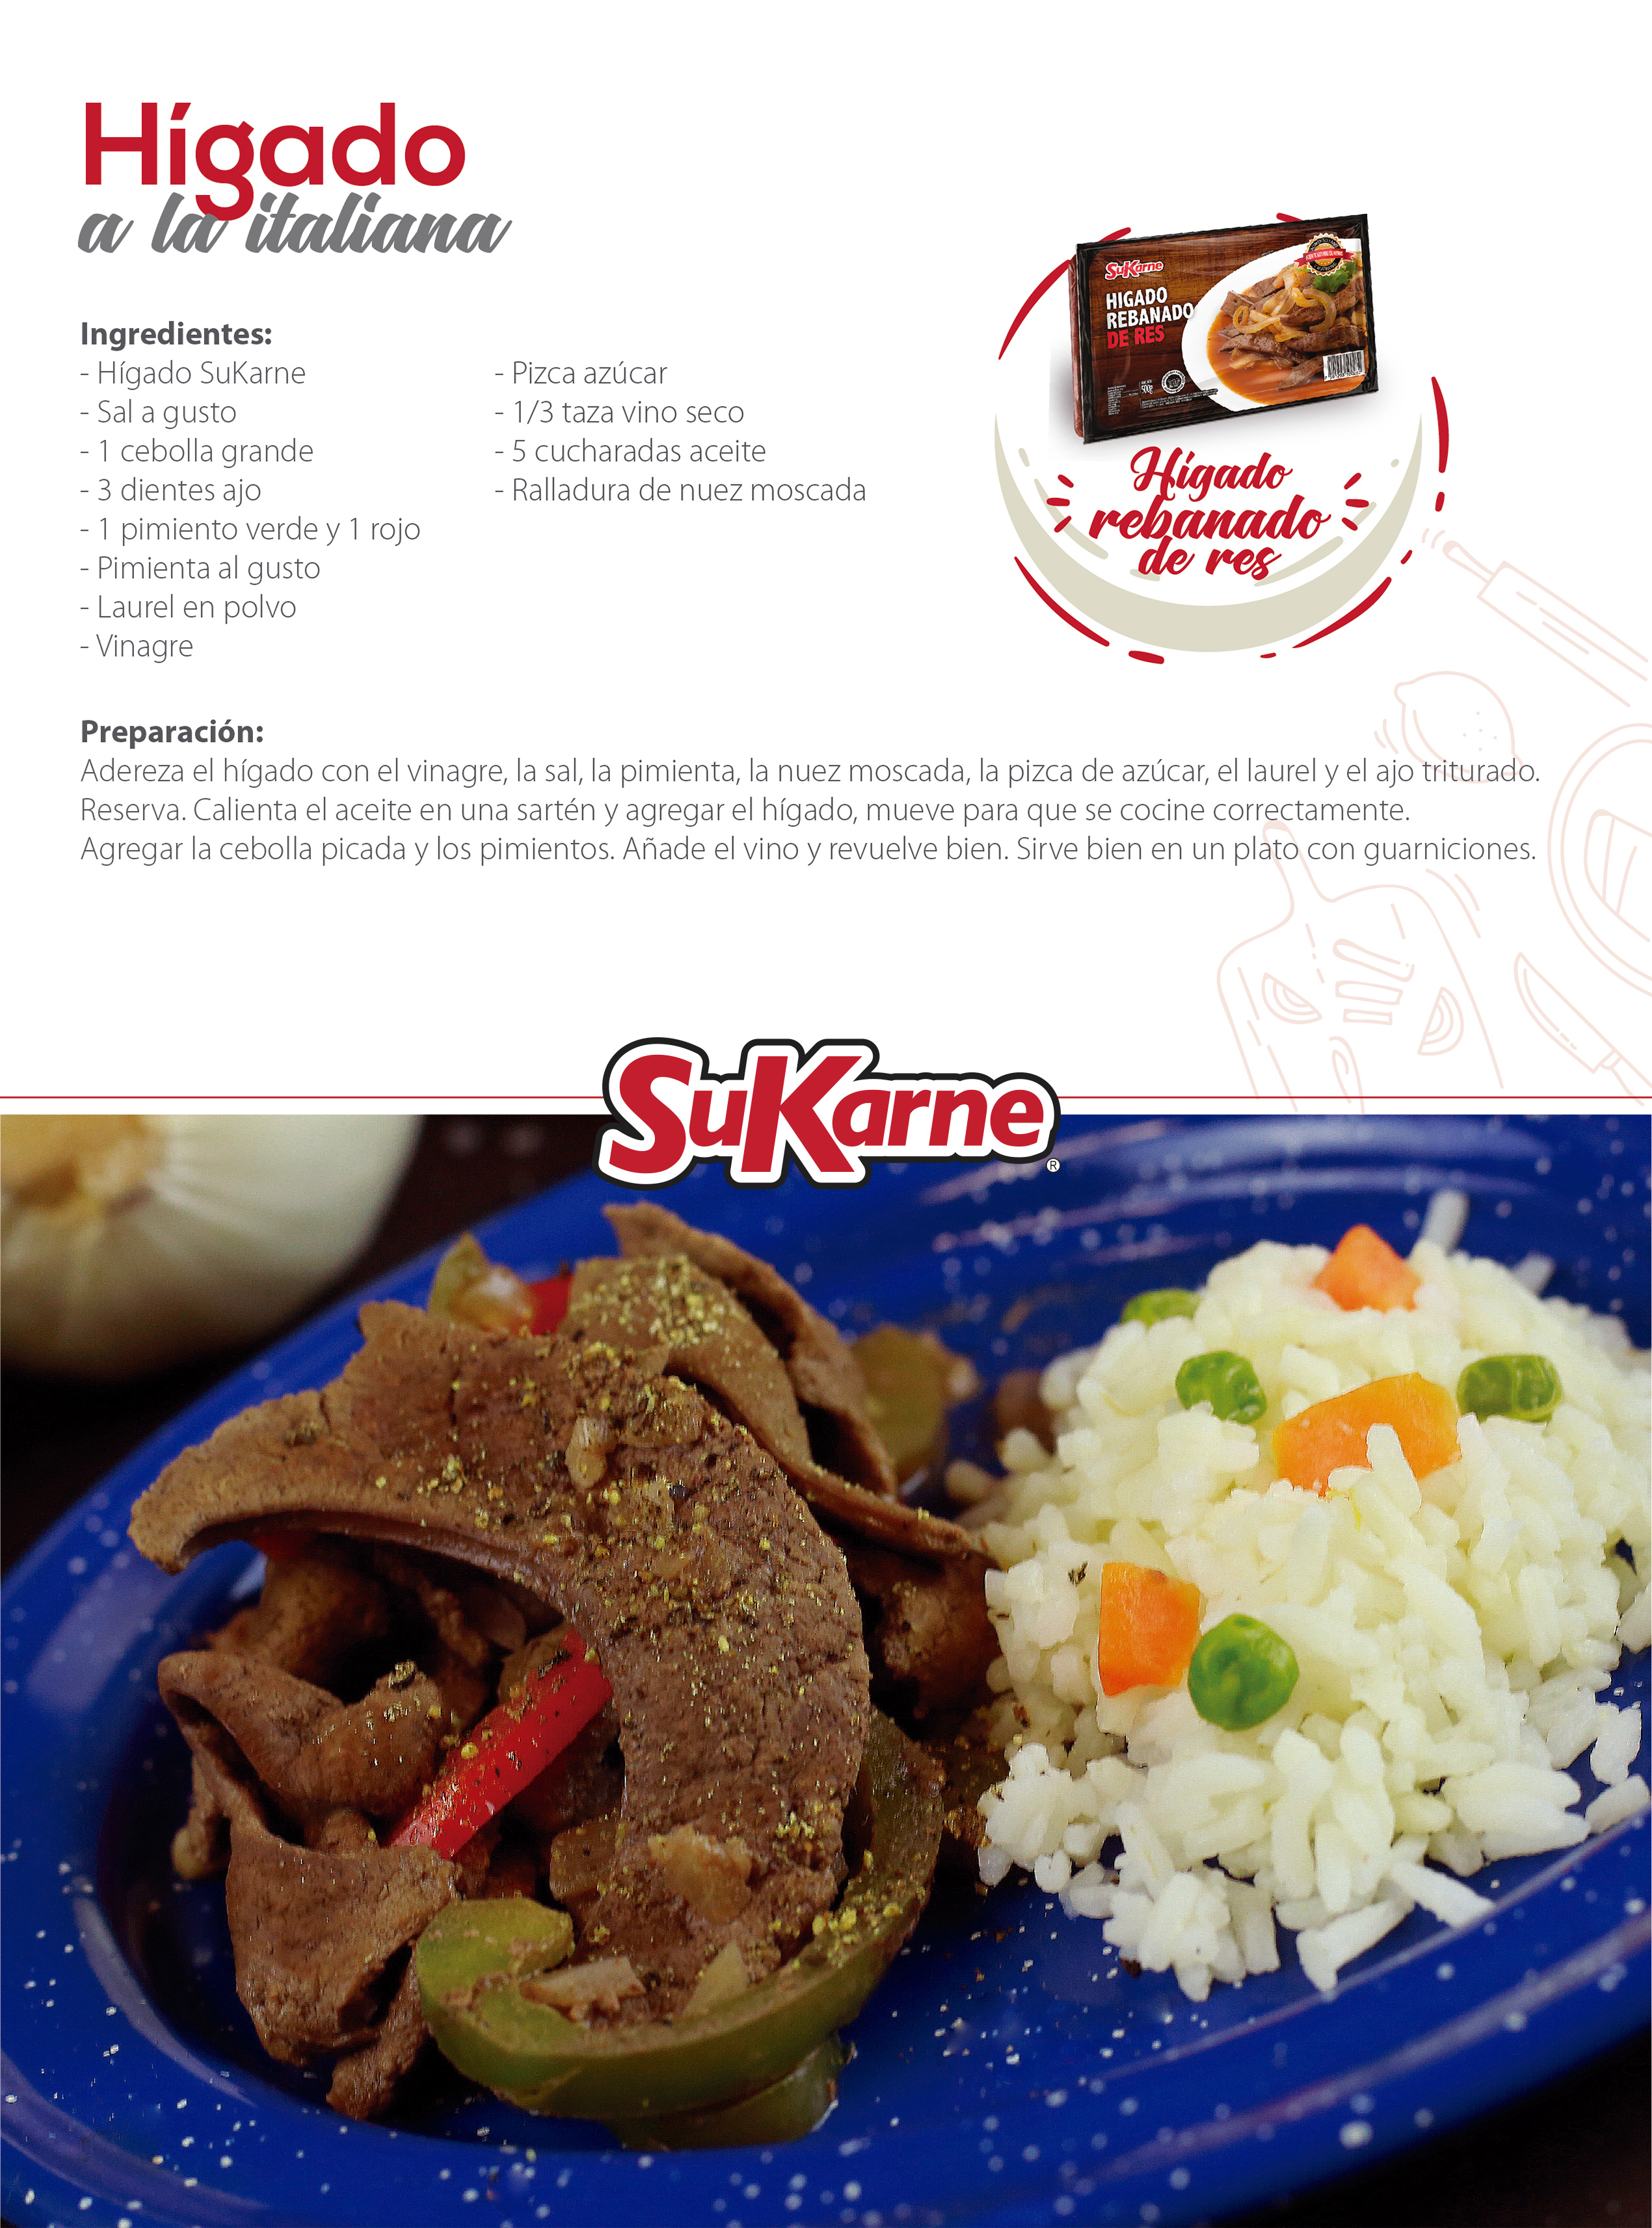 Hígado
a la italiana
Ingredientes:
- Hígado SuKarne
- Sal a gusto
- 1 cebolla grande
- 3 dientes ajo
- 1 pimiento verde y 1 rojo
- Pimienta al gusto
- Laurel en polvo
- Vinagre
- Pizca azúcar
- 1/3 taza vino seco
- 5 cucharadas aceite
- Ralladura de nuez moscada
SuKarne
HIGADO
REBANADO
DE RES
500g
Hígado
rebanado
de res
Preparación:
Adereza el hígado con el vinagre, la sal, la pimienta, la nuez moscada, la pizca de azúcar, el laurel y el ajo triturado.
Reserva. Calienta el aceite en una sartén y agregar el hígado, mueve para que se cocine correctamente.
Agregar la cebolla picada y los pimientos. Añade el vino y revuelve bien. Sirve bien en un plato con guarniciones.
SuKarne®